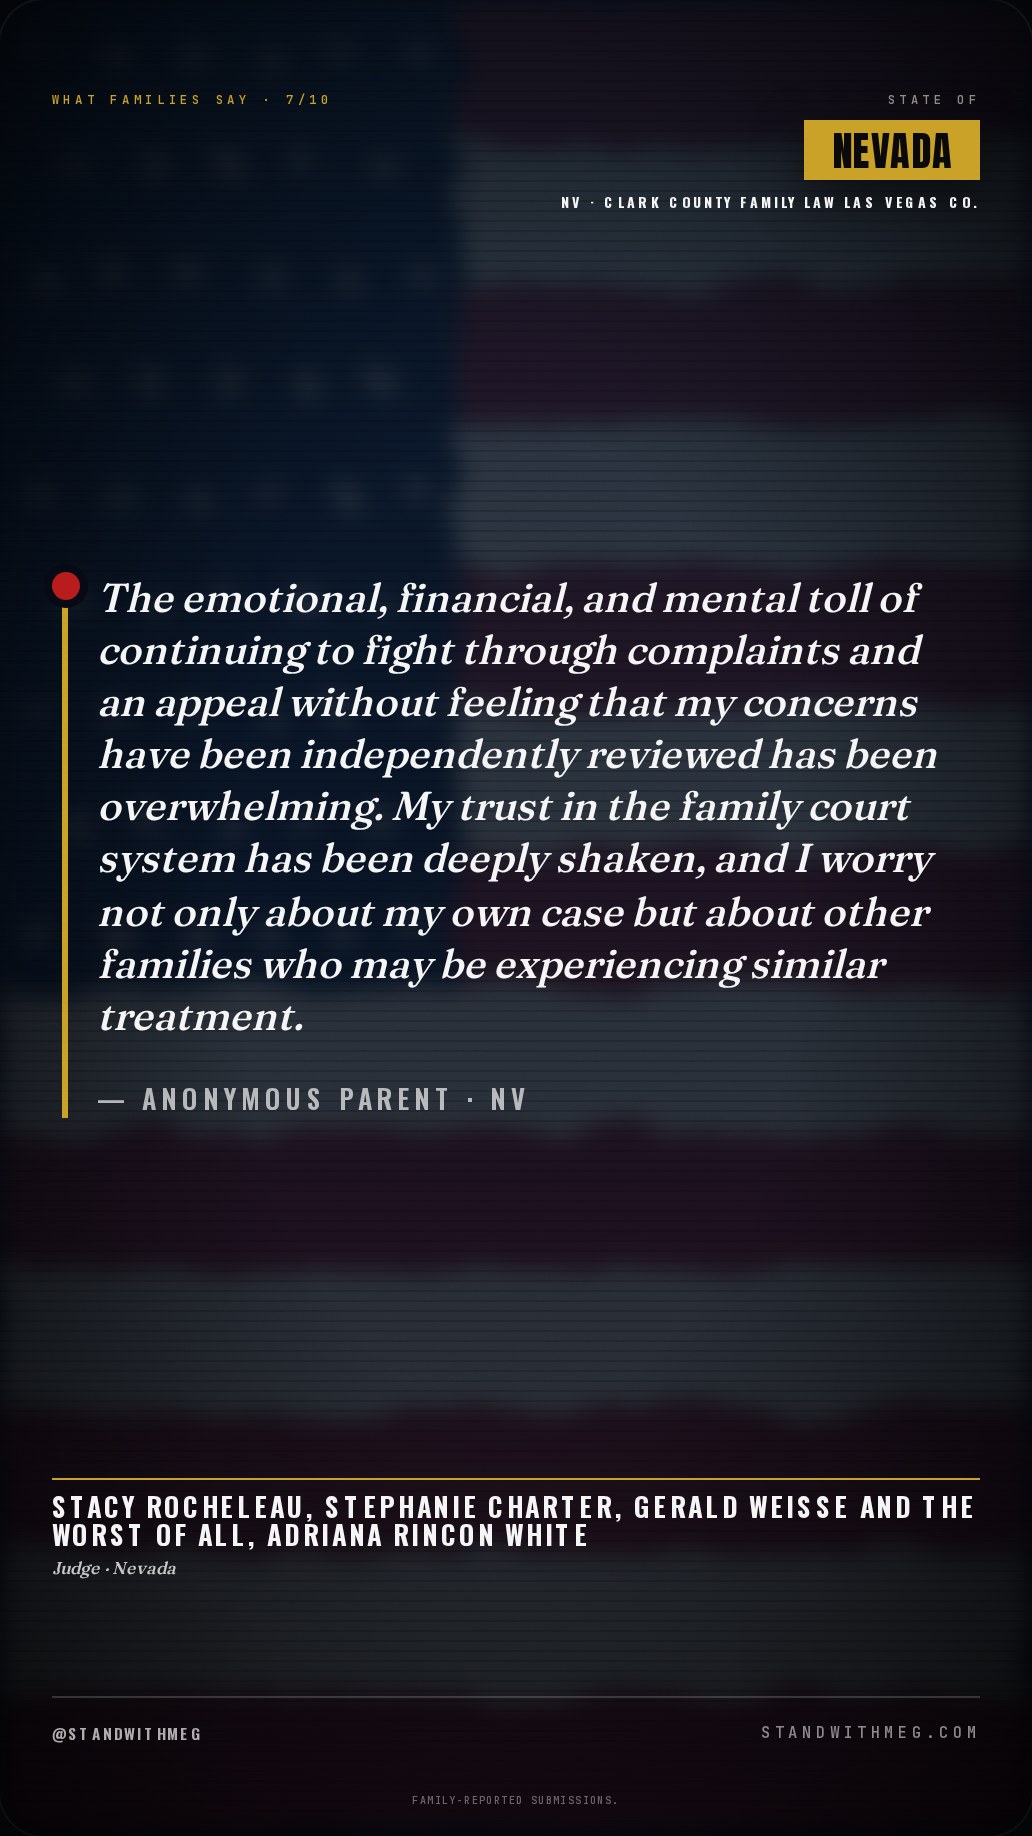 WHAT FAMILIES SAY · 7/10
STATE OF
NEVADA
NV · CLARK COUNTY FAMILY LAW LAS VEGAS CO.
The emotional, financial, and mental toll of
continuing to fight through complaints and
an appeal without feeling that my concerns
have been independently reviewed has been
overwhelming. My trust in the family court
system has been deeply shaken, and I worry
not only about my own case but about other
families who may be experiencing similar
treatment.
— ANONYMOUS PARENT · NV
STACY ROCHELEAU, STEPHANIE CHARTER, GERALD WEISSE AND THE
WORST OF ALL, ADRIANA RINCON WHITE
Judge · Nevada
@STANDWITHMEG
STANDWITHMEG.COM
FAMILY-REPORTED SUBMISSIONS.